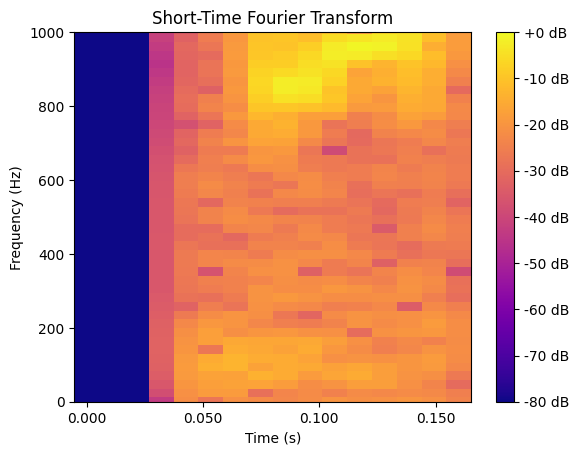 Short-Time Fourier Transform
1000
800
600
400
200
0
Frequency (Hz)
0.000
0.050
0.100
0.150
Time (s)
+0 dB
-10 dB
-20 dB
-30 dB
-40 dB
-50 dB
-60 dB
-70 dB
-80 dB